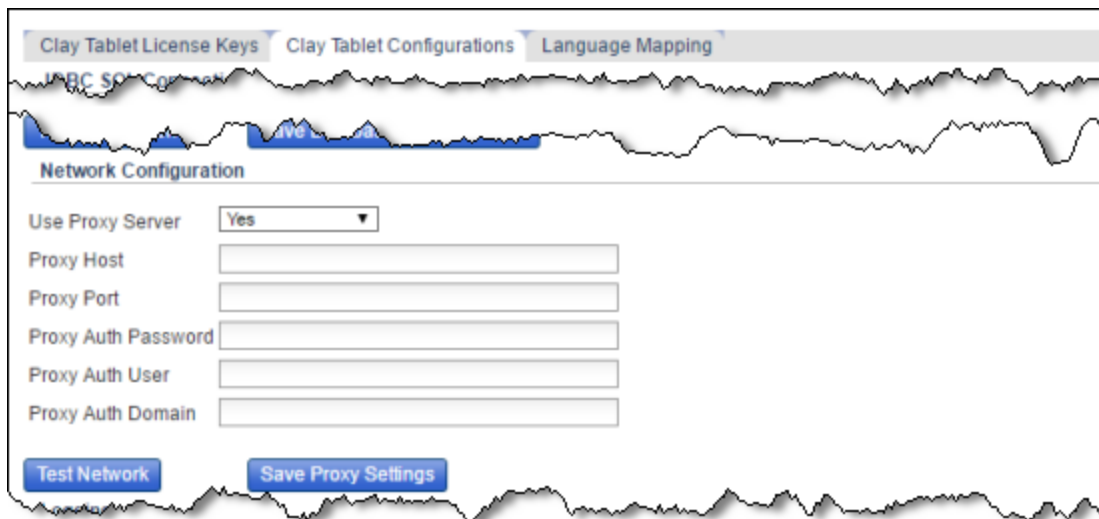 Clay Tablet License Keys Clay Tablet Configurations Language Mapping
Network Configuration
Use Proxy Server Yes
Proxy Host
Proxy Port
Proxy Auth Password
Proxy Auth User
Proxy Auth Domain
Test Network Save Proxy Settings